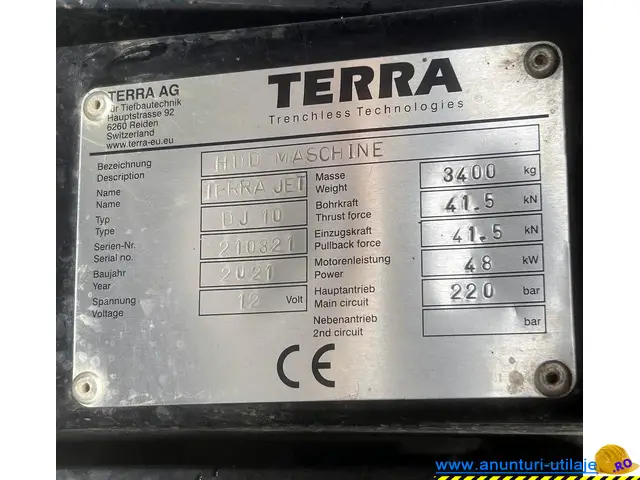 TERRA AG
für Tiefbautechnik
Hauptstrasse 92
6260 Reiden
Switzerland
www.terra-eu.eu
TERRA
Trenchless Technologies
Bezeichnung
Description
HDD MASCHINE
Name
Name
TERRA JET
Typ
Type
DJ 10
Serien-Nr.
Serial no.
210321
Baujahr
Year
2021
Spannung
Voltage
12 Volt
Masse
Weight
3400 kg
Bohrkraft
Thrust force
41.5 kN
Einzugskraft
Pullback force
41.5 kN
Motorenleistung
Power
48 kW
Hauptantrieb
Main circuit
220 bar
Nebenantrieb
2nd circuit
bar
CE
www.anunturi-utilaje
.RO